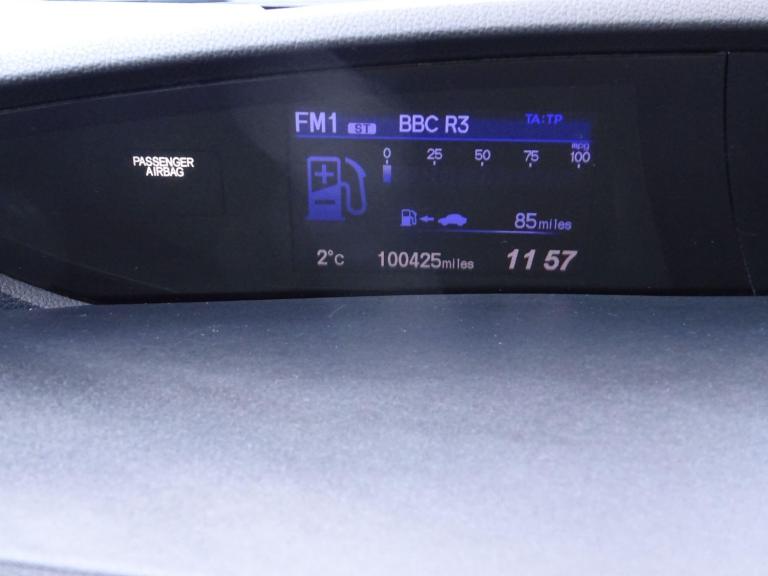 FM1 ST BBC R3 TA:TP
mpg
0 25 50 75 100
PASSENGER
AIRBAG
85miles
2°C 100425miles 11 57